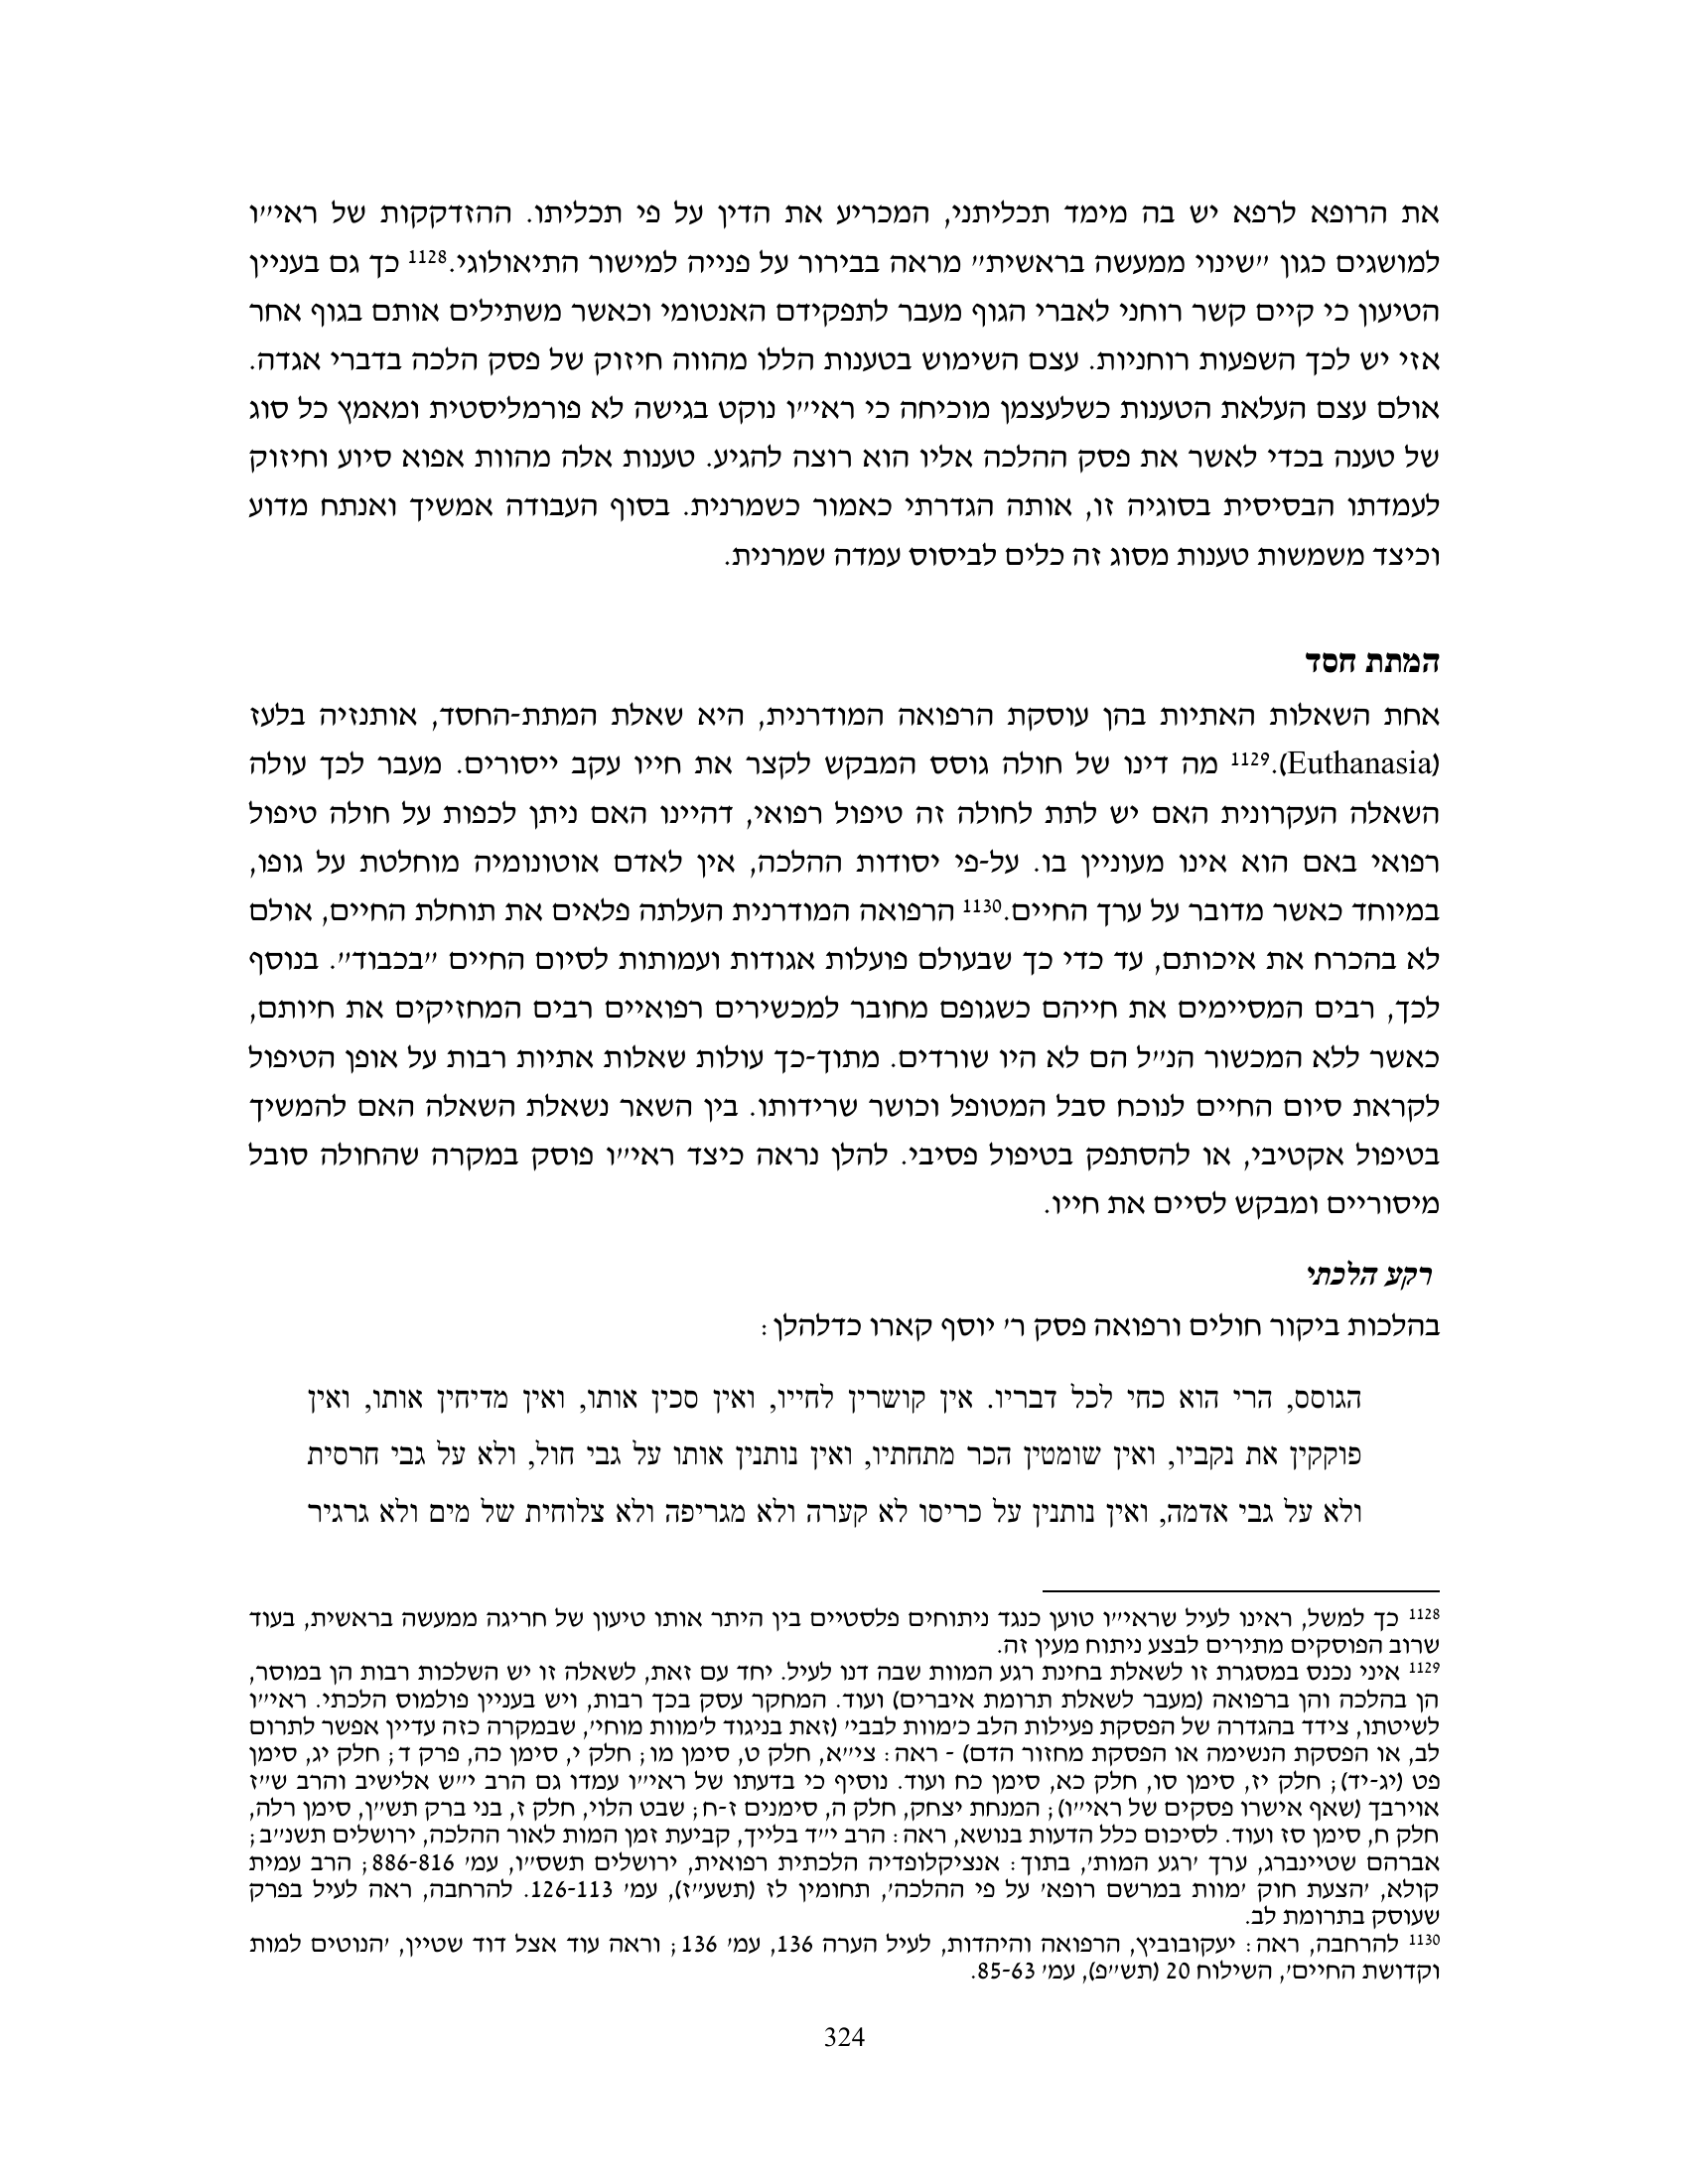 את הרופא לרפא יש בה מימד תכליתני, המכריע את הדין על פי תכליתו. ההזדקקות של ראי״ו
למושגים כגון ״שינוי ממעשה בראשית״ מראה בבירור על פנייה למישור התיאולוגי.1128 כך גם בעניין
הטיעון כי קיים קשר רוחני לאברי הגוף מעבר לתפקידם האנטומי וכאשר משתילים אותם בגוף אחר
אזי יש לכך השפעות רוחניות. עצם השימוש בטענות הללו מהווה חיזוק של פסק הלכה בדברי אגדה.
אולם עצם העלאת הטענות כשלעצמן מוכיחה כי ראי״ו נוקט בגישה לא פורמליסטית ומאמץ כל סוג
של טענה בכדי לאשר את פסק ההלכה אליו הוא רוצה להגיע. טענות אלה מהוות אפוא סיוע וחיזוק
לעמדתו הבסיסית בסוגיה זו, אותה הגדרתי כאמור כשמרנית. בסוף העבודה אמשיך ואנתח מדוע
וכיצד משמשות טענות מסוג זה כלים לביסוס עמדה שמרנית.
המתת חסד
אחת השאלות האתיות בהן עוסקת הרפואה המודרנית, היא שאלת המתת-החסד, אותנזיה בלעז
(Euthanasia).1129 מה דינו של חולה גוסס המבקש לקצר את חייו עקב ייסורים. מעבר לכך עולה
השאלה העקרונית האם יש לתת לחולה זה טיפול רפואי, דהיינו האם ניתן לכפות על חולה טיפול
רפואי באם הוא אינו מעוניין בו. על-פי יסודות ההלכה, אין לאדם אוטונומיה מוחלטת על גופו,
במיוחד כאשר מדובר על ערך החיים.1130 הרפואה המודרנית העלתה פלאים את תוחלת החיים, אולם
לא בהכרח את איכותם, עד כדי כך שבעולם פועלות אגודות ועמותות לסיום החיים ״בכבוד״. בנוסף
לכך, רבים המסיימים את חייהם כשגופם מחובר למכשירים רפואיים רבים המחזיקים את חיותם,
כאשר ללא המכשור הנ״ל הם לא היו שורדים. מתוך-כך עולות שאלות אתיות רבות על אופן הטיפול
לקראת סיום החיים לנוכח סבל המטופל וכושר שרידותו. בין השאר נשאלת השאלה האם להמשיך
בטיפול אקטיבי, או להסתפק בטיפול פסיבי. להלן נראה כיצד ראי״ו פוסק במקרה שהחולה סובל
מיסוריים ומבקש לסיים את חייו.
רקע הלכתי
בהלכות ביקור חולים ורפואה פסק ר׳ יוסף קארו כדלהלן:
הגוסס, הרי הוא כחי לכל דבריו. אין קושרין לחייו, ואין סכין אותו, ואין מדיחין אותו, ואין
פוקקין את נקביו, ואין שומטין הכר מתחתיו, ואין נותנין אותו על גבי חול, ולא על גבי חרסית
ולא על גבי אדמה, ואין נותנין על כריסו לא קערה ולא מגריפה ולא צלוחית של מים ולא גרגיר
1128 כך למשל, ראינו לעיל שראי״ו טוען כנגד ניתוחים פלסטיים בין היתר אותו טיעון של חריגה ממעשה בראשית, בעוד
שרוב הפוסקים מתירים לבצע ניתוח מעין זה.
1129 איני נכנס במסגרת זו לשאלת בחינת רגע המוות שבה דנו לעיל. יחד עם זאת, לשאלה זו יש השלכות רבות הן במוסר,
הן בהלכה והן ברפואה (מעבר לשאלת תרומת איברים) ועוד. המחקר עסק בכך רבות, ויש בעניין פולמוס הלכתי. ראי״ו
לשיטתו, צידד בהגדרה של הפסקת פעילות הלב כ׳מוות לבבי׳ (זאת בניגוד ל׳מוות מוחי׳, שבמקרה כזה עדיין אפשר לתרום
לב, או הפסקת הנשימה או הפסקת מחזור הדם) - ראה: צי״א, חלק ט, סימן מו; חלק י, סימן כה, פרק ד; חלק יג, סימן
פט (יג-יד); חלק יז, סימן סו, חלק כא, סימן כח ועוד. נוסיף כי בדעתו של ראי״ו עמדו גם הרב י״ש אלישיב והרב ש״ז
אוירבך (שאף אישרו פסקים של ראי״ו); המנחת יצחק, חלק ה, סימנים ז-ח; שבט הלוי, חלק ז, בני ברק תש״ן, סימן רלה,
חלק ח, סימן סז ועוד. לסיכום כלל הדעות בנושא, ראה: הרב י״ד בלייך, קביעת זמן המות לאור ההלכה, ירושלים תשנ״ב;
אברהם שטיינברג, ערך ׳רגע המות׳, בתוך: אנציקלופדיה הלכתית רפואית, ירושלים תשס״ו, עמ׳ 886-816; הרב עמית
קולא, ׳הצעת חוק ׳מוות במרשם רופא׳ על פי ההלכה׳, תחומין לז (תשע״ז), עמ׳ 126-113. להרחבה, ראה לעיל בפרק
שעוסק בתרומת לב.
1130 להרחבה, ראה: יעקובוביץ, הרפואה והיהדות, לעיל הערה 136, עמ׳ 136; וראה עוד אצל דוד שטיין, ׳הנוטים למות
וקדושת החיים׳, השילוח 20 (תש״פ), עמ׳ 85-63.
324